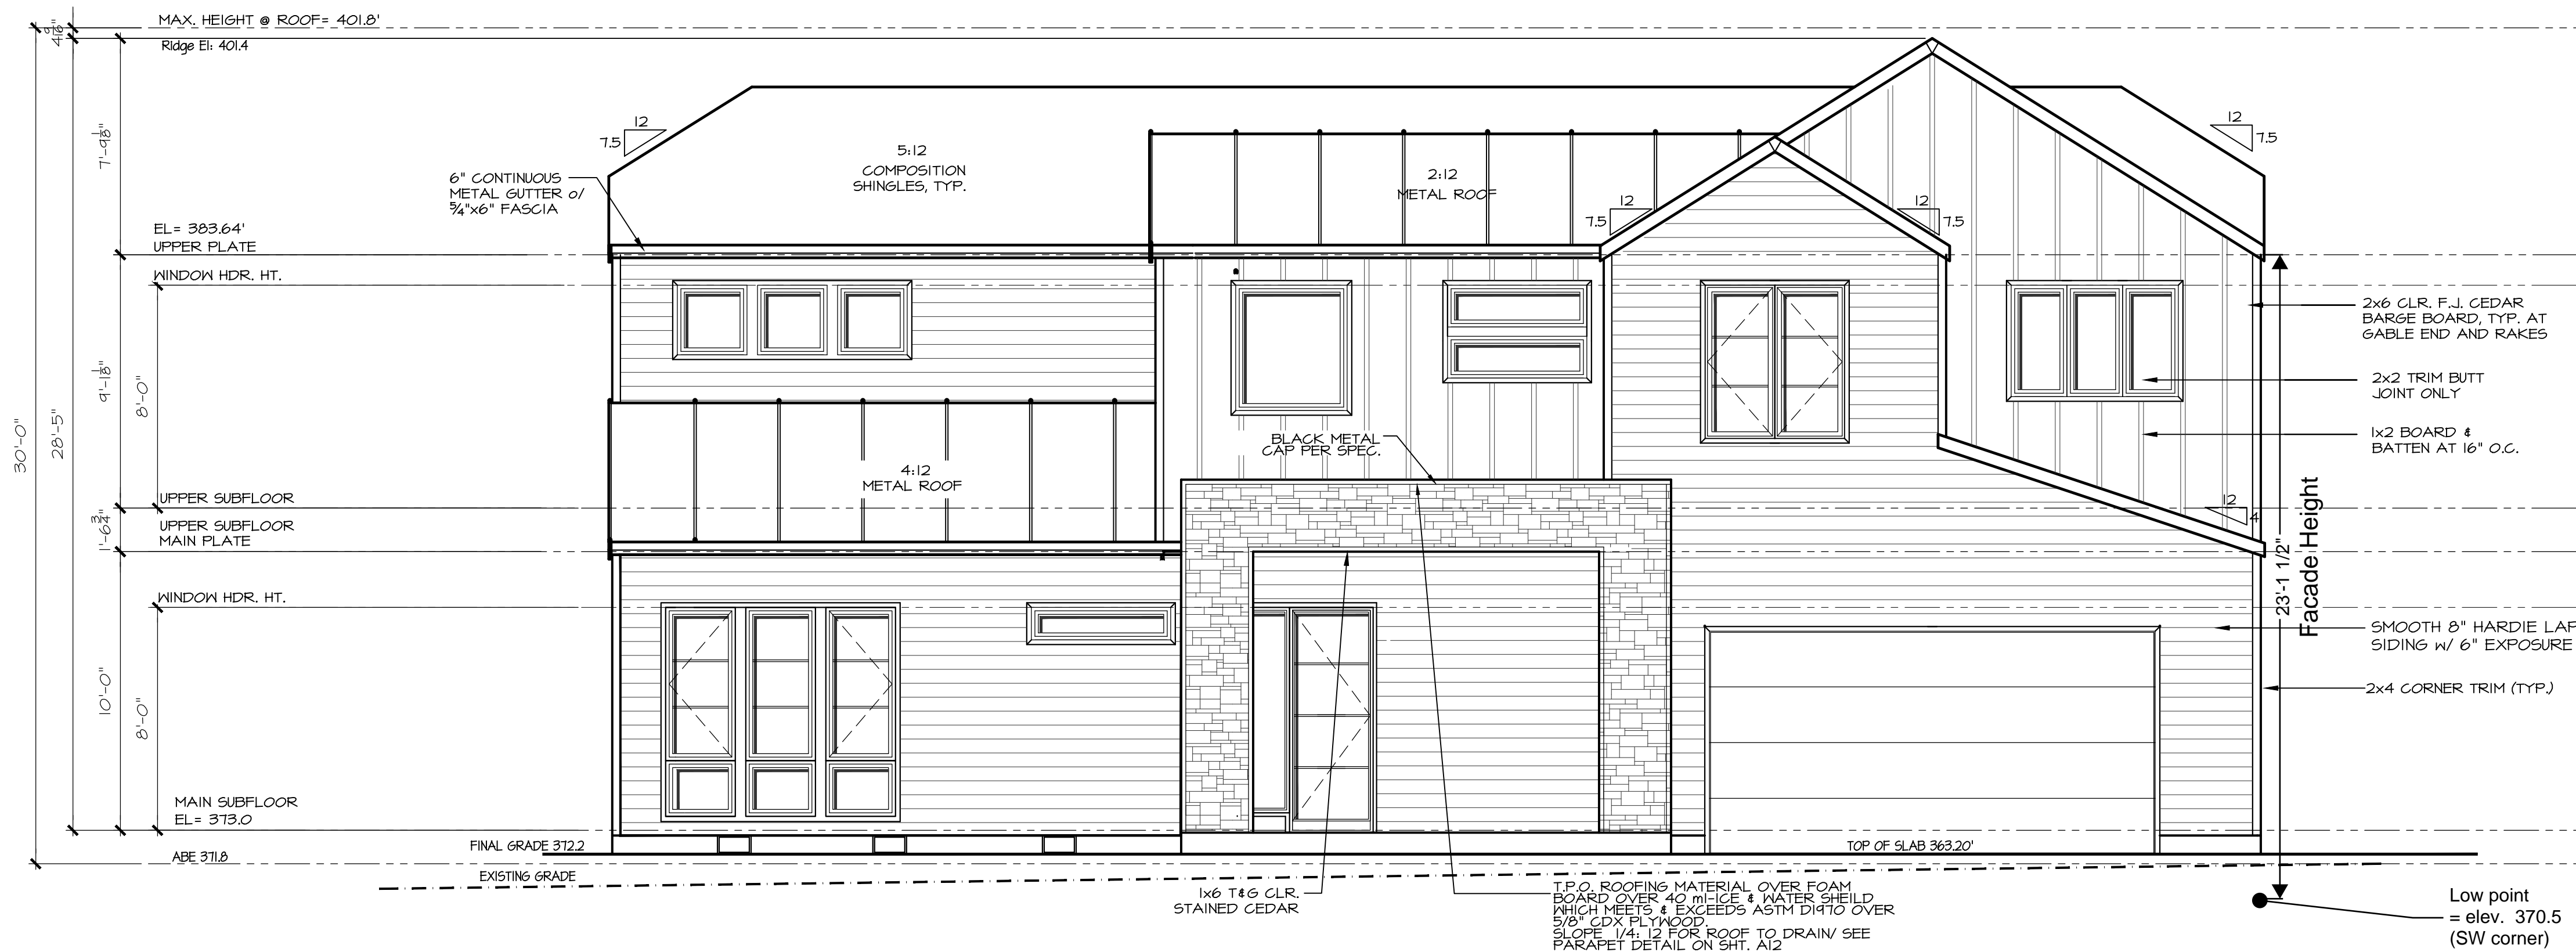 MAX. HEIGHT @ ROOF= 401.8'
Ridge El: 401.4
7'-9 1/8"
9'-1 1/8"
1'-6 3/4"
10'-0"
8'-0"
8'-0"
28'-5"
30'-0"
EL= 383.64'
UPPER PLATE
WINDOW HDR. HT.
UPPER SUBFLOOR
UPPER SUBFLOOR
MAIN PLATE
WINDOW HDR. HT.
MAIN SUBFLOOR
EL= 373.0
ABE 371.8
FINAL GRADE 372.2
EXISTING GRADE
12
7.5
6" CONTINUOUS
METAL GUTTER o/
5/4"x6" FASCIA
5:12
COMPOSITION
SHINGLES, TYP.
2:12
METAL ROOF
12
7.5
12
7.5
12
7.5
4:12
METAL ROOF
BLACK METAL
CAP PER SPEC.
12
4
2x6 CLR. F.J. CEDAR
BARGE BOARD, TYP. AT
GABLE END AND RAKES
2x2 TRIM BUTT
JOINT ONLY
1x2 BOARD &
BATTEN AT 16" O.C.
23'-1 1/2"
Facade Height
SMOOTH 8" HARDIE LAP
SIDING w/ 6" EXPOSURE
2x4 CORNER TRIM (TYP.)
TOP OF SLAB 363.20'
1x6 T&G CLR.
STAINED CEDAR
T.P.O. ROOFING MATERIAL OVER FOAM
BOARD OVER 40 ml-ICE & WATER SHEILD
WHICH MEETS & EXCEEDS ASTM D1970 OVER
5/8" CDX PLYWOOD.
SLOPE 1/4: 12 FOR ROOF TO DRAIN/ SEE
PARAPET DETAIL ON SHT. A12
Low point
= elev. 370.5
(SW corner)